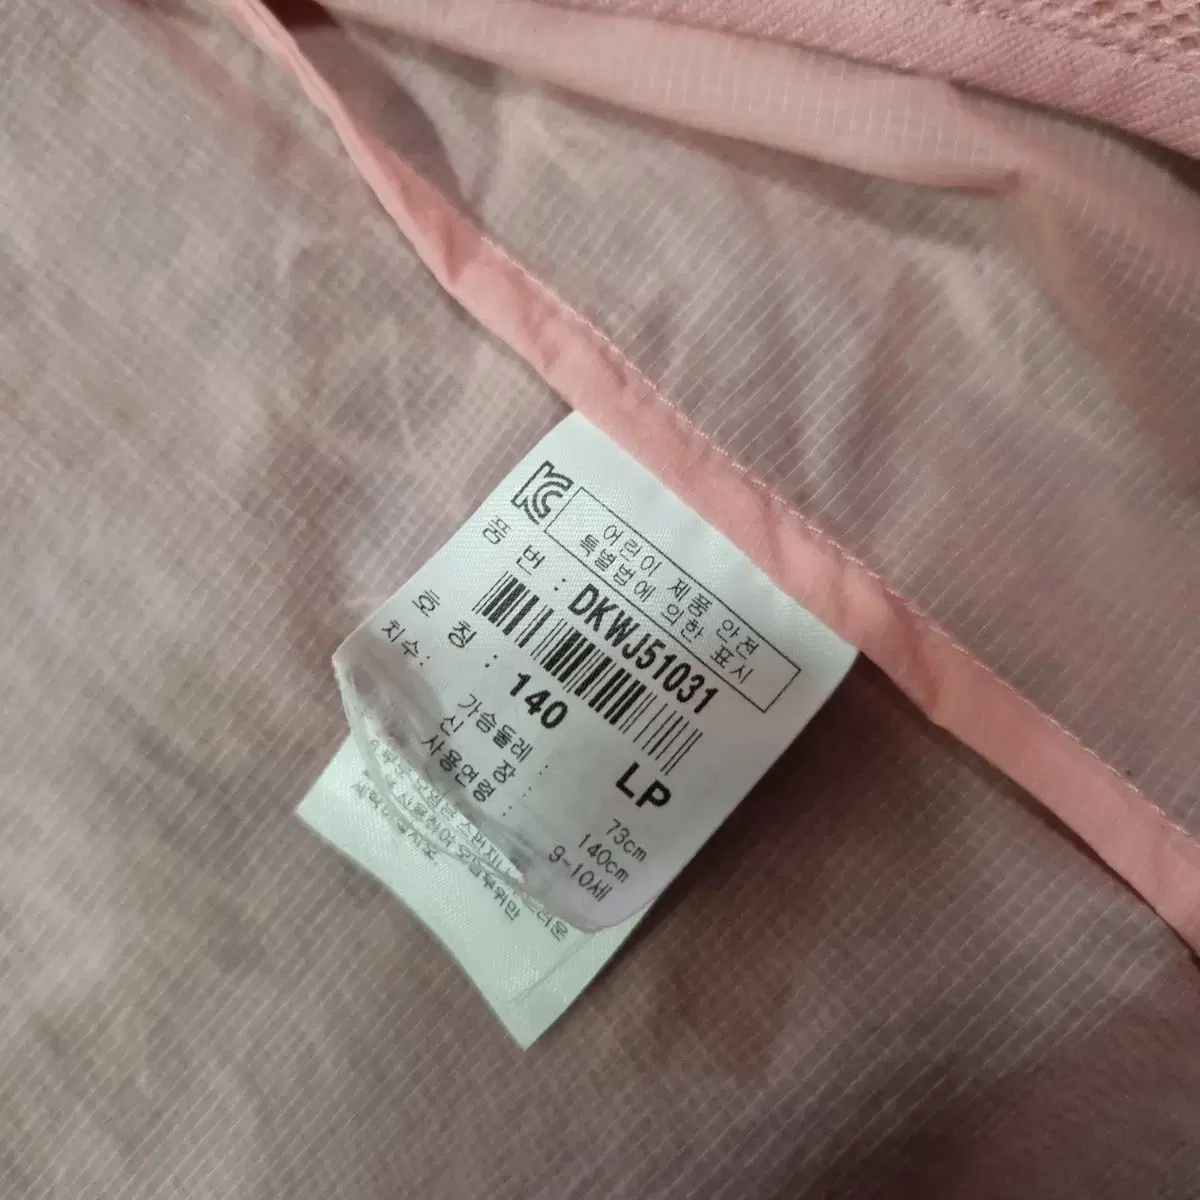 KC
어린이 제품 안전
특별법에 의한 표시
품 번 : DKWJ51031
호 칭 : 140 LP
치수:
가슴둘레 : 73cm
신 장 : 140cm
사용연령 : 9-10세